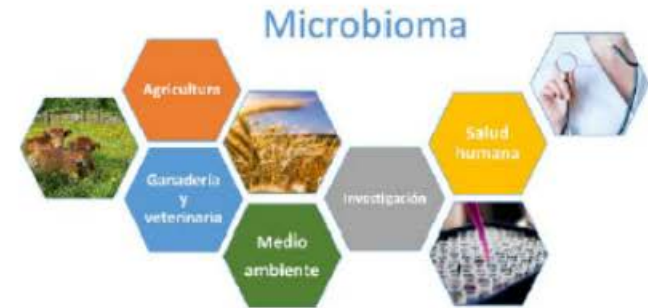 Microbioma
Agricultura
Salud
humana
Ganadería
y
veterinaria
Investigación
Medio
ambiente